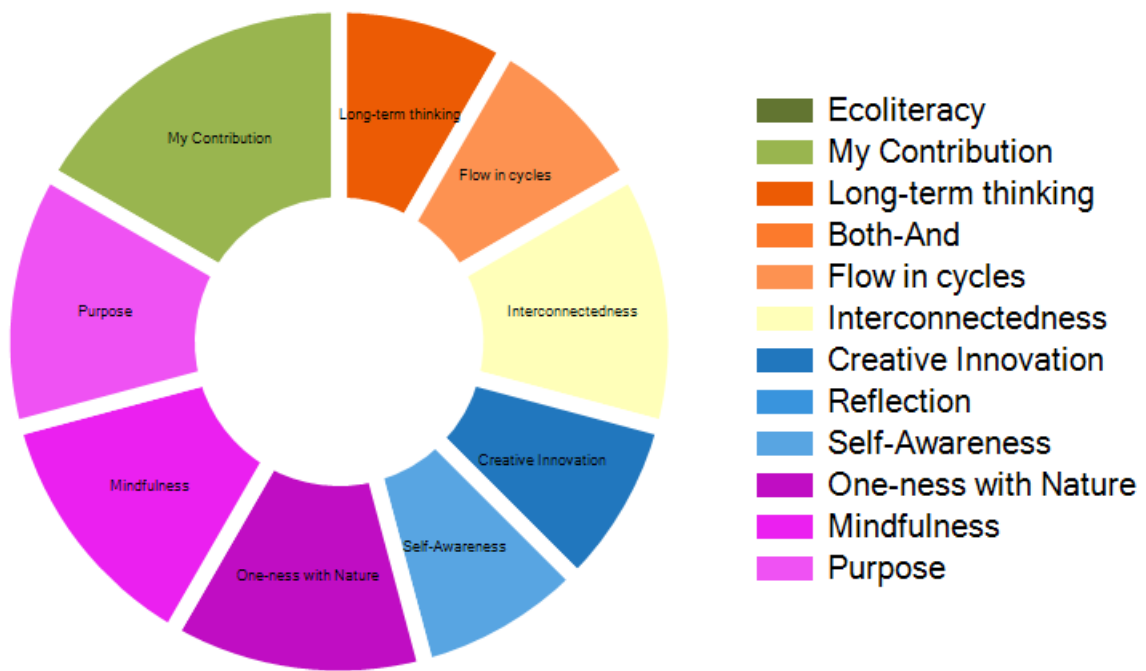 My Contribution
Long-term thinking
Flow in cycles
Purpose
Interconnectedness
Mindfulness
Creative Innovation
Self-Awareness
One-ness with Nature
Ecoliteracy
My Contribution
Long-term thinking
Both-And
Flow in cycles
Interconnectedness
Creative Innovation
Reflection
Self-Awareness
One-ness with Nature
Mindfulness
Purpose